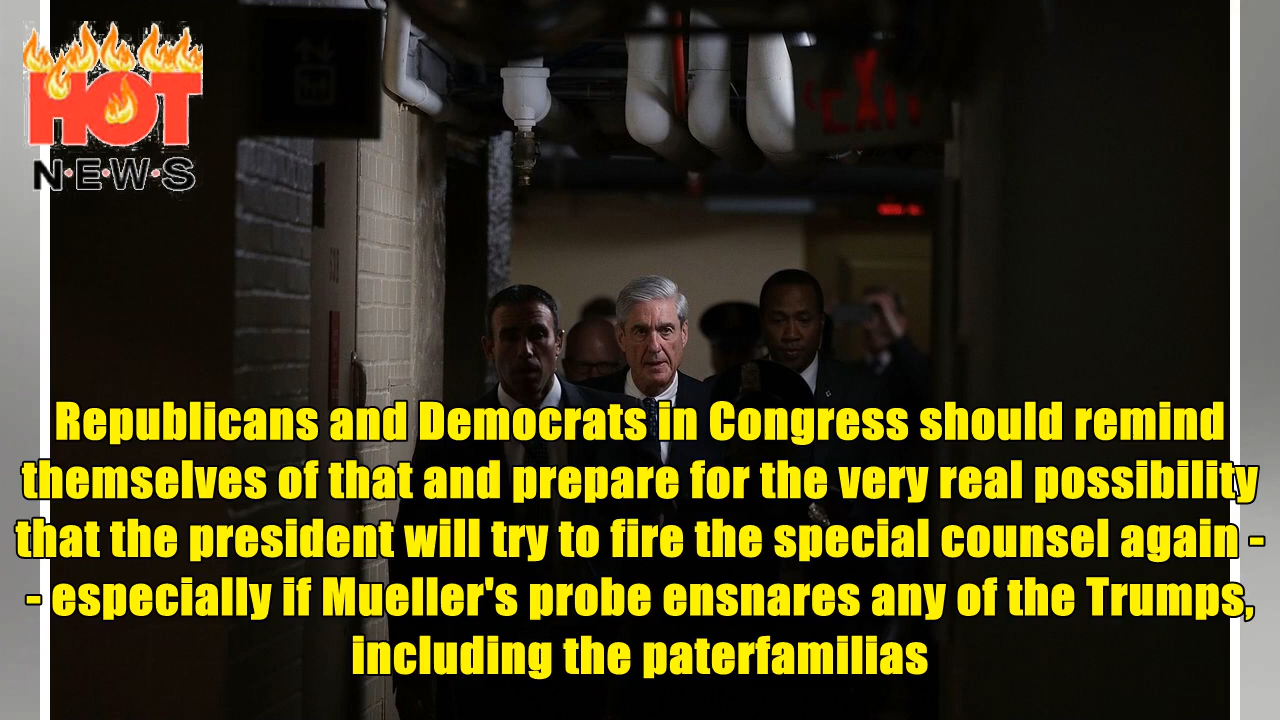 HOT
N•E•W•S
EXIT
Republicans and Democrats in Congress should remind
themselves of that and prepare for the very real possibility
that the president will try to fire the special counsel again -
- especially if Mueller's probe ensnares any of the Trumps,
including the paterfamilias